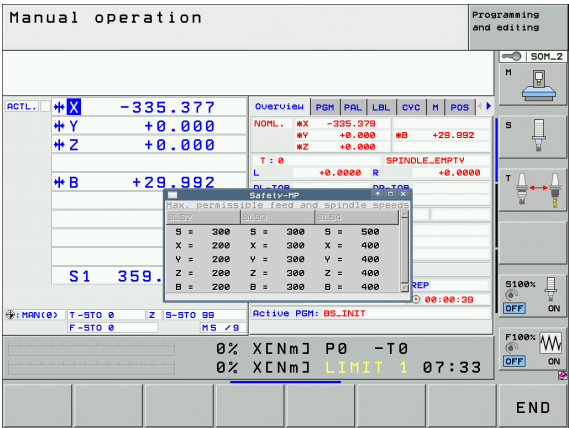 Manual operation
Programming
and editing
SOM_2
M
ACTL. X -335.377
Y +0.000
Z +0.000
B +29.992
S1 359.
Overview PGM PAL LBL CYC M POS
NOML. *X -335.379
*Y +0.000 *B +29.992
*Z +0.000
T : 0 SPINDLE_EMPTY
L +0.0000 R +0.0000
DL-TOB DR-TOB
S
T
Safety-MP
Max. permissible feed and spindle speeds
SLS2 SLS3 SLS4
S = 300 S = 300 S = 500
X = 200 X = 300 X = 400
Y = 200 Y = 300 Y = 400
Z = 200 Z = 300 Z = 400
B = 200 B = 300 B = 400
REP
00:00:39
Active PGM: BS_INIT
:MAN(0) T-STO 0 Z S-STO 99
F-STO 0 M5 /9
S100%
OFF ON
F100%
OFF ON
0% X[Nm] P0 -T0
0% X[Nm] LIMIT 1 07:33
END